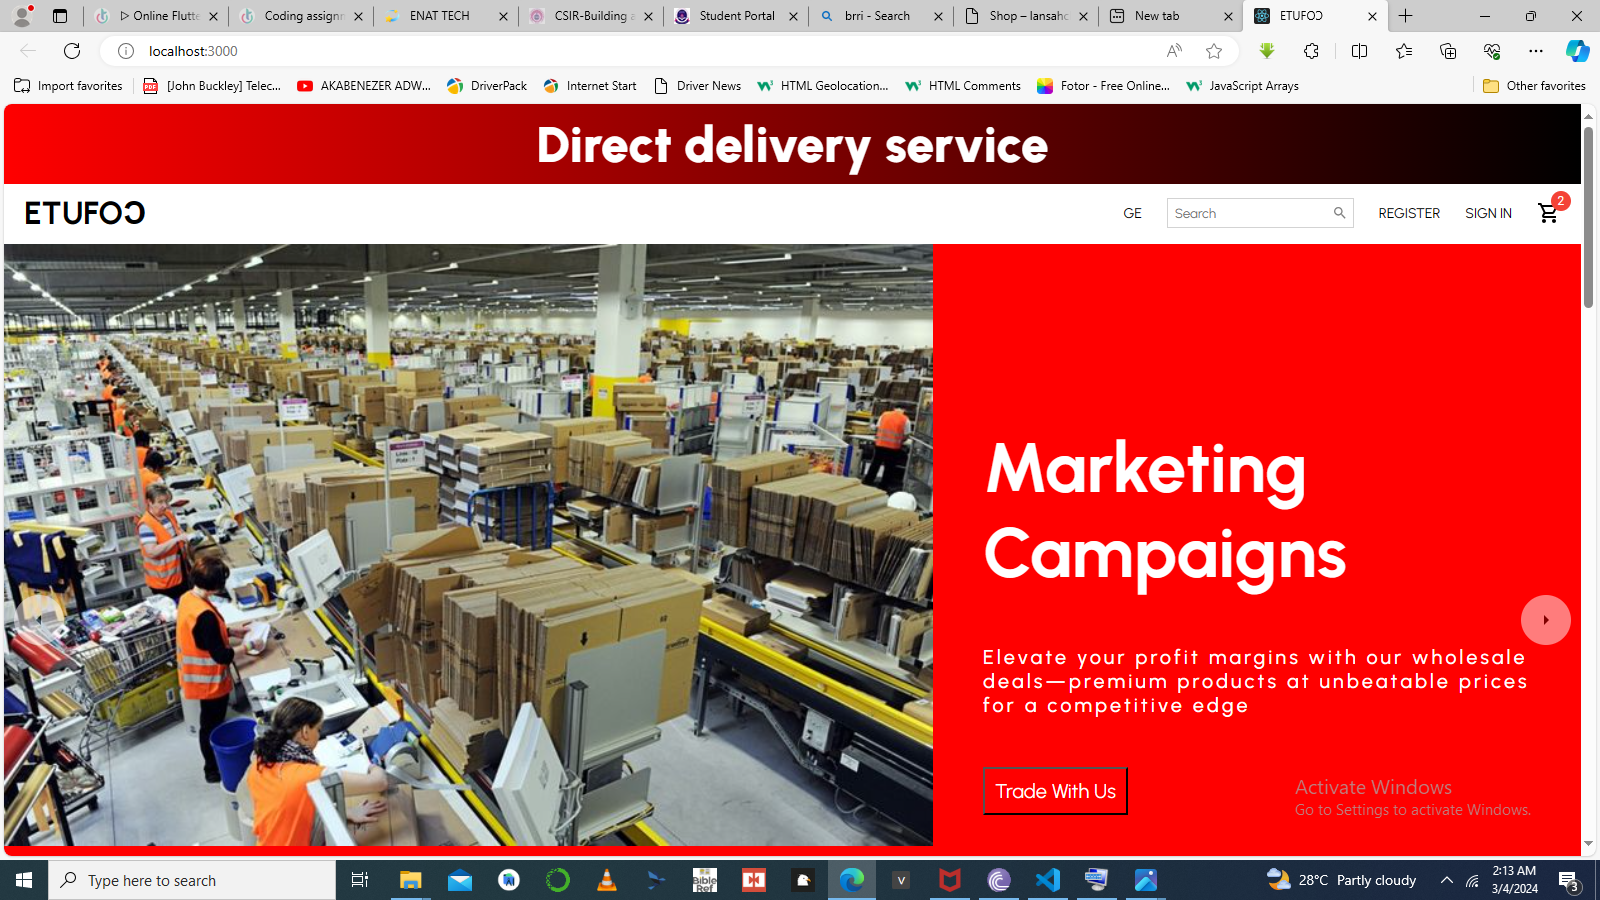 ▷ Online Flutte
Coding assignm
ENAT TECH
CSIR-Building a
Student Portal
brri - Search
Shop – lansaho
New tab
ETUFOƆ
localhost:3000
Import favorites
[John Buckley] Telec...
AKABENEZER ADW...
DriverPack
Internet Start
Driver News
HTML Geolocation...
HTML Comments
Fotor - Free Online...
JavaScript Arrays
Other favorites
Direct delivery service
ETUFOƆ
GE
Search
REGISTER
SIGN IN
2
Marketing
Campaigns
Elevate your profit margins with our wholesale
deals—premium products at unbeatable prices
for a competitive edge
Trade With Us
Activate Windows
Go to Settings to activate Windows.
Type here to search
Bible
Ref
28°C Partly cloudy
2:13 AM
3/4/2024
3